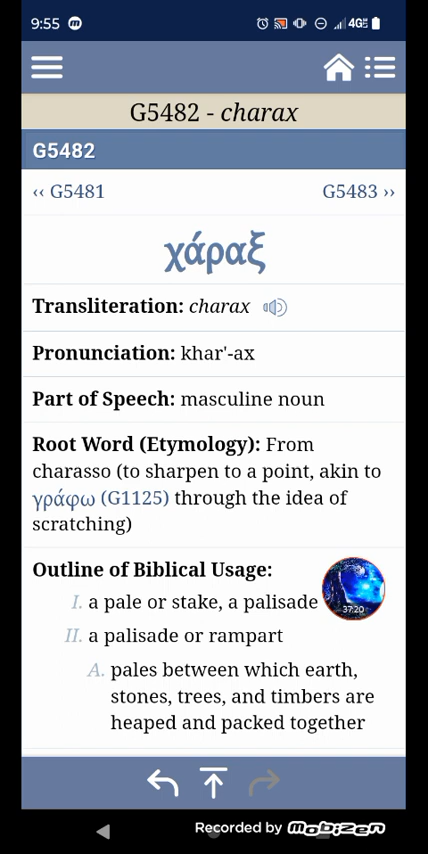 9:55
4G
G5482 - charax
G5482
‹‹ G5481 G5483 ››
χάραξ
Transliteration: charax
Pronunciation: khar'-ax
Part of Speech: masculine noun
Root Word (Etymology): From
charasso (to sharpen to a point, akin to
γράφω (G1125) through the idea of
scratching)
Outline of Biblical Usage:
I. a pale or stake, a palisade
37:20
II. a palisade or rampart
A. pales between which earth,
stones, trees, and timbers are
heaped and packed together
Recorded by Mobizen